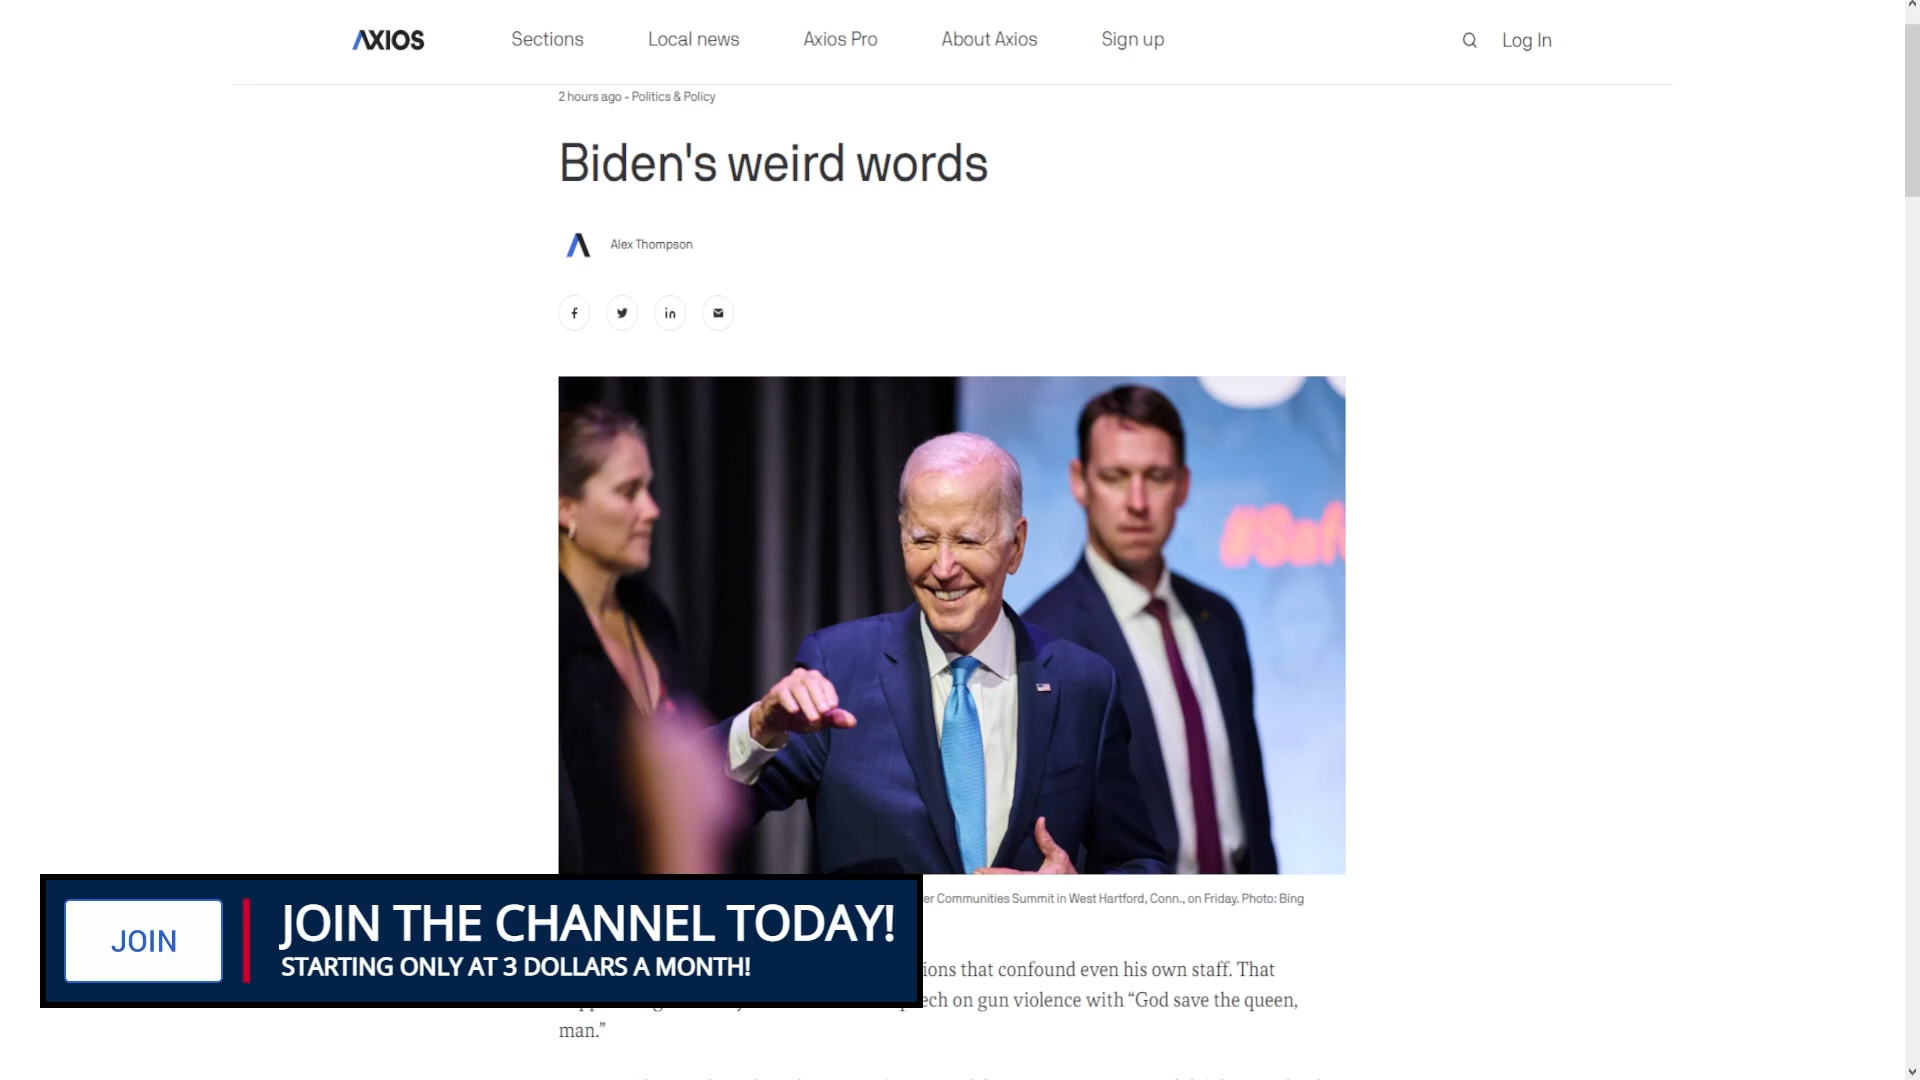 AXIOS Sections Local news Axios Pro About Axios Sign up Log In
2 hours ago - Politics & Policy
Biden's weird words
Alex Thompson
#Saf
er Communities Summit in West Hartford, Conn., on Friday. Photo: Bing
JOIN
JOIN THE CHANNEL TODAY!
STARTING ONLY AT 3 DOLLARS A MONTH!
ions that confound even his own staff. That
ech on gun violence with “God save the queen,
man.”